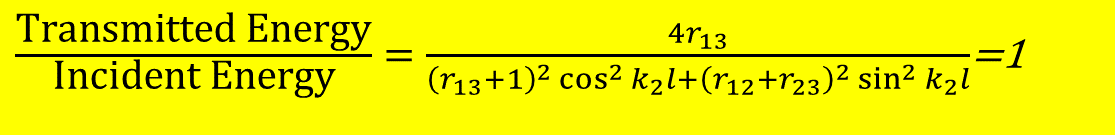 Transmitted Energy / Incident Energy = 4r₁₃ / (r₁₃+1)² cos² k₂l+(r₁₂+r₂₃)² sin² k₂l =1